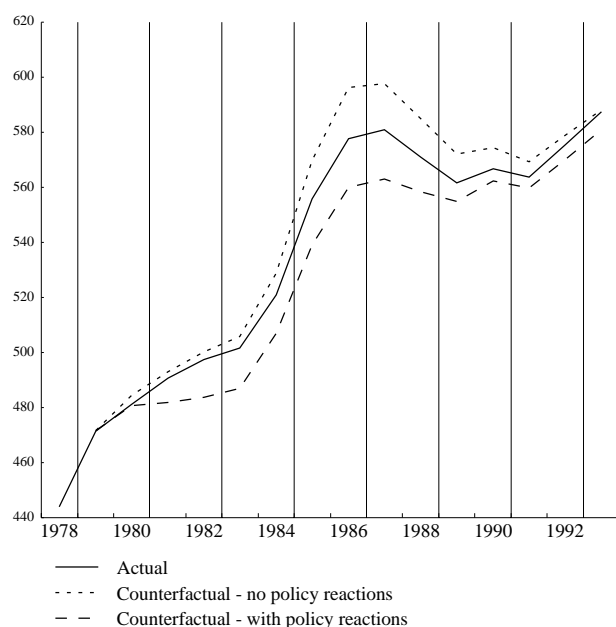 620
600
580
560
540
520
500
480
460
440
1978 1980 1982 1984 1986 1988 1990 1992
Actual
Counterfactual - no policy reactions
Counterfactual - with policy reactions